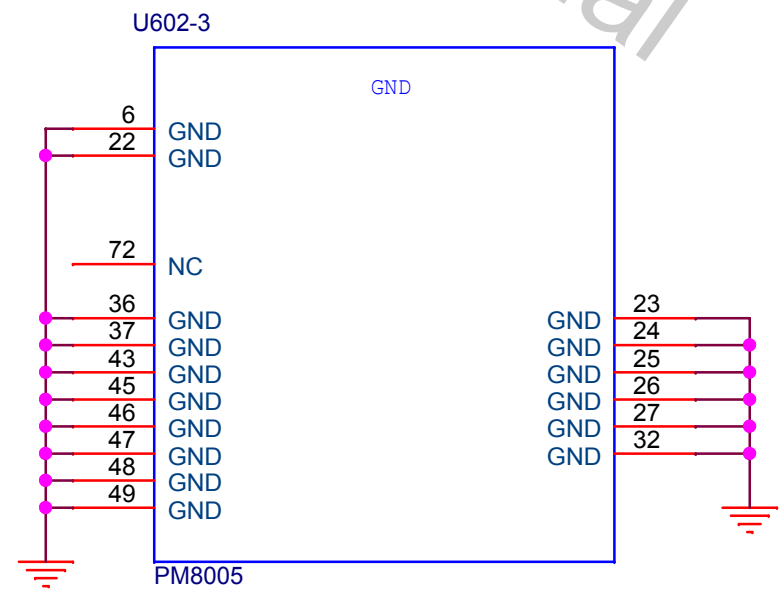 U602-3
GND
6 GND
22 GND
72 NC
36 GND GND 23
37 GND GND 24
43 GND GND 25
45 GND GND 26
46 GND GND 27
47 GND GND 32
48 GND
49 GND
PM8005